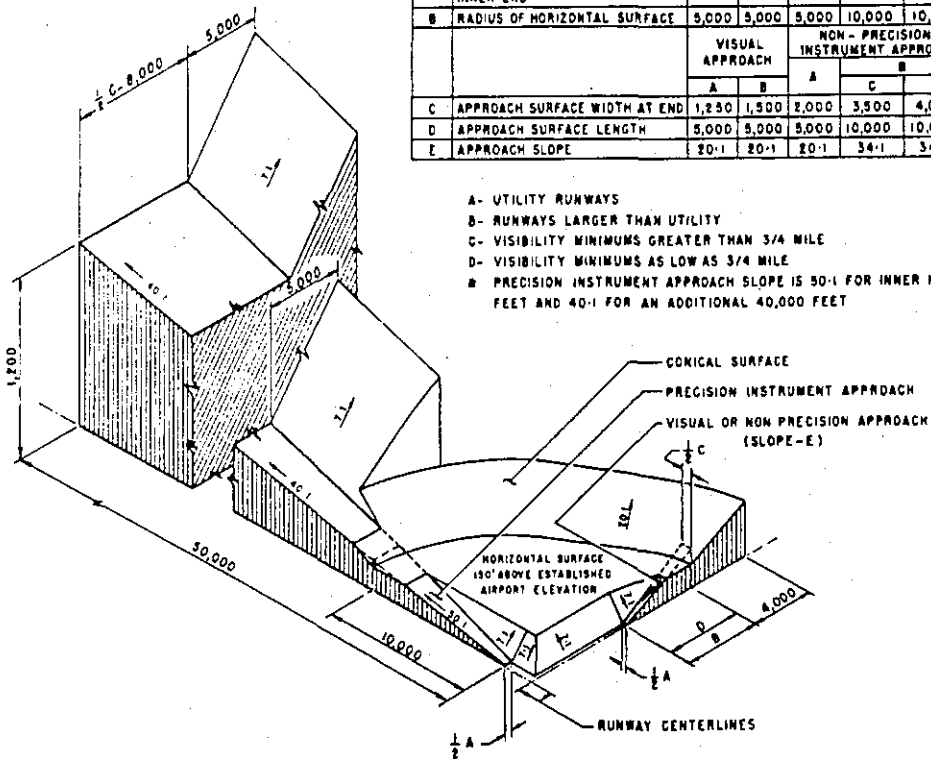 INNER END
B RADIUS OF HORIZONTAL SURFACE 5,000 5,000 5,000 10,000 10,
VISUAL APPROACH
NON-PRECISION INSTRUMENT APPRO
A B A B
C
C APPROACH SURFACE WIDTH AT END 1,250 1,500 2,000 3,500 4,0
D APPROACH SURFACE LENGTH 5,000 5,000 5,000 10,000 10,0
E APPROACH SLOPE 20:1 20:1 20:1 34:1 3
A- UTILITY RUNWAYS
B- RUNWAYS LARGER THAN UTILITY
C- VISIBILITY MINIMUMS GREATER THAN 3/4 MILE
D- VISIBILITY MINIMUMS AS LOW AS 3/4 MILE
* PRECISION INSTRUMENT APPROACH SLOPE IS 50:1 FOR INNER
FEET AND 40:1 FOR AN ADDITIONAL 40,000 FEET
5,000
½ C-8,000
7:1
40:1
5,000
1,200
7:1
CONICAL SURFACE
PRECISION INSTRUMENT APPROACH
VISUAL OR NON PRECISION APPROACH
(SLOPE-E)
½ C
40:1
20:1
50,000
HORIZONTAL SURFACE
150' ABOVE ESTABLISHED
AIRPORT ELEVATION
50:1
7:1
7:1
7:1
7:1
4,000
D
B
10,000
½ A
RUNWAY CENTERLINES
½ A